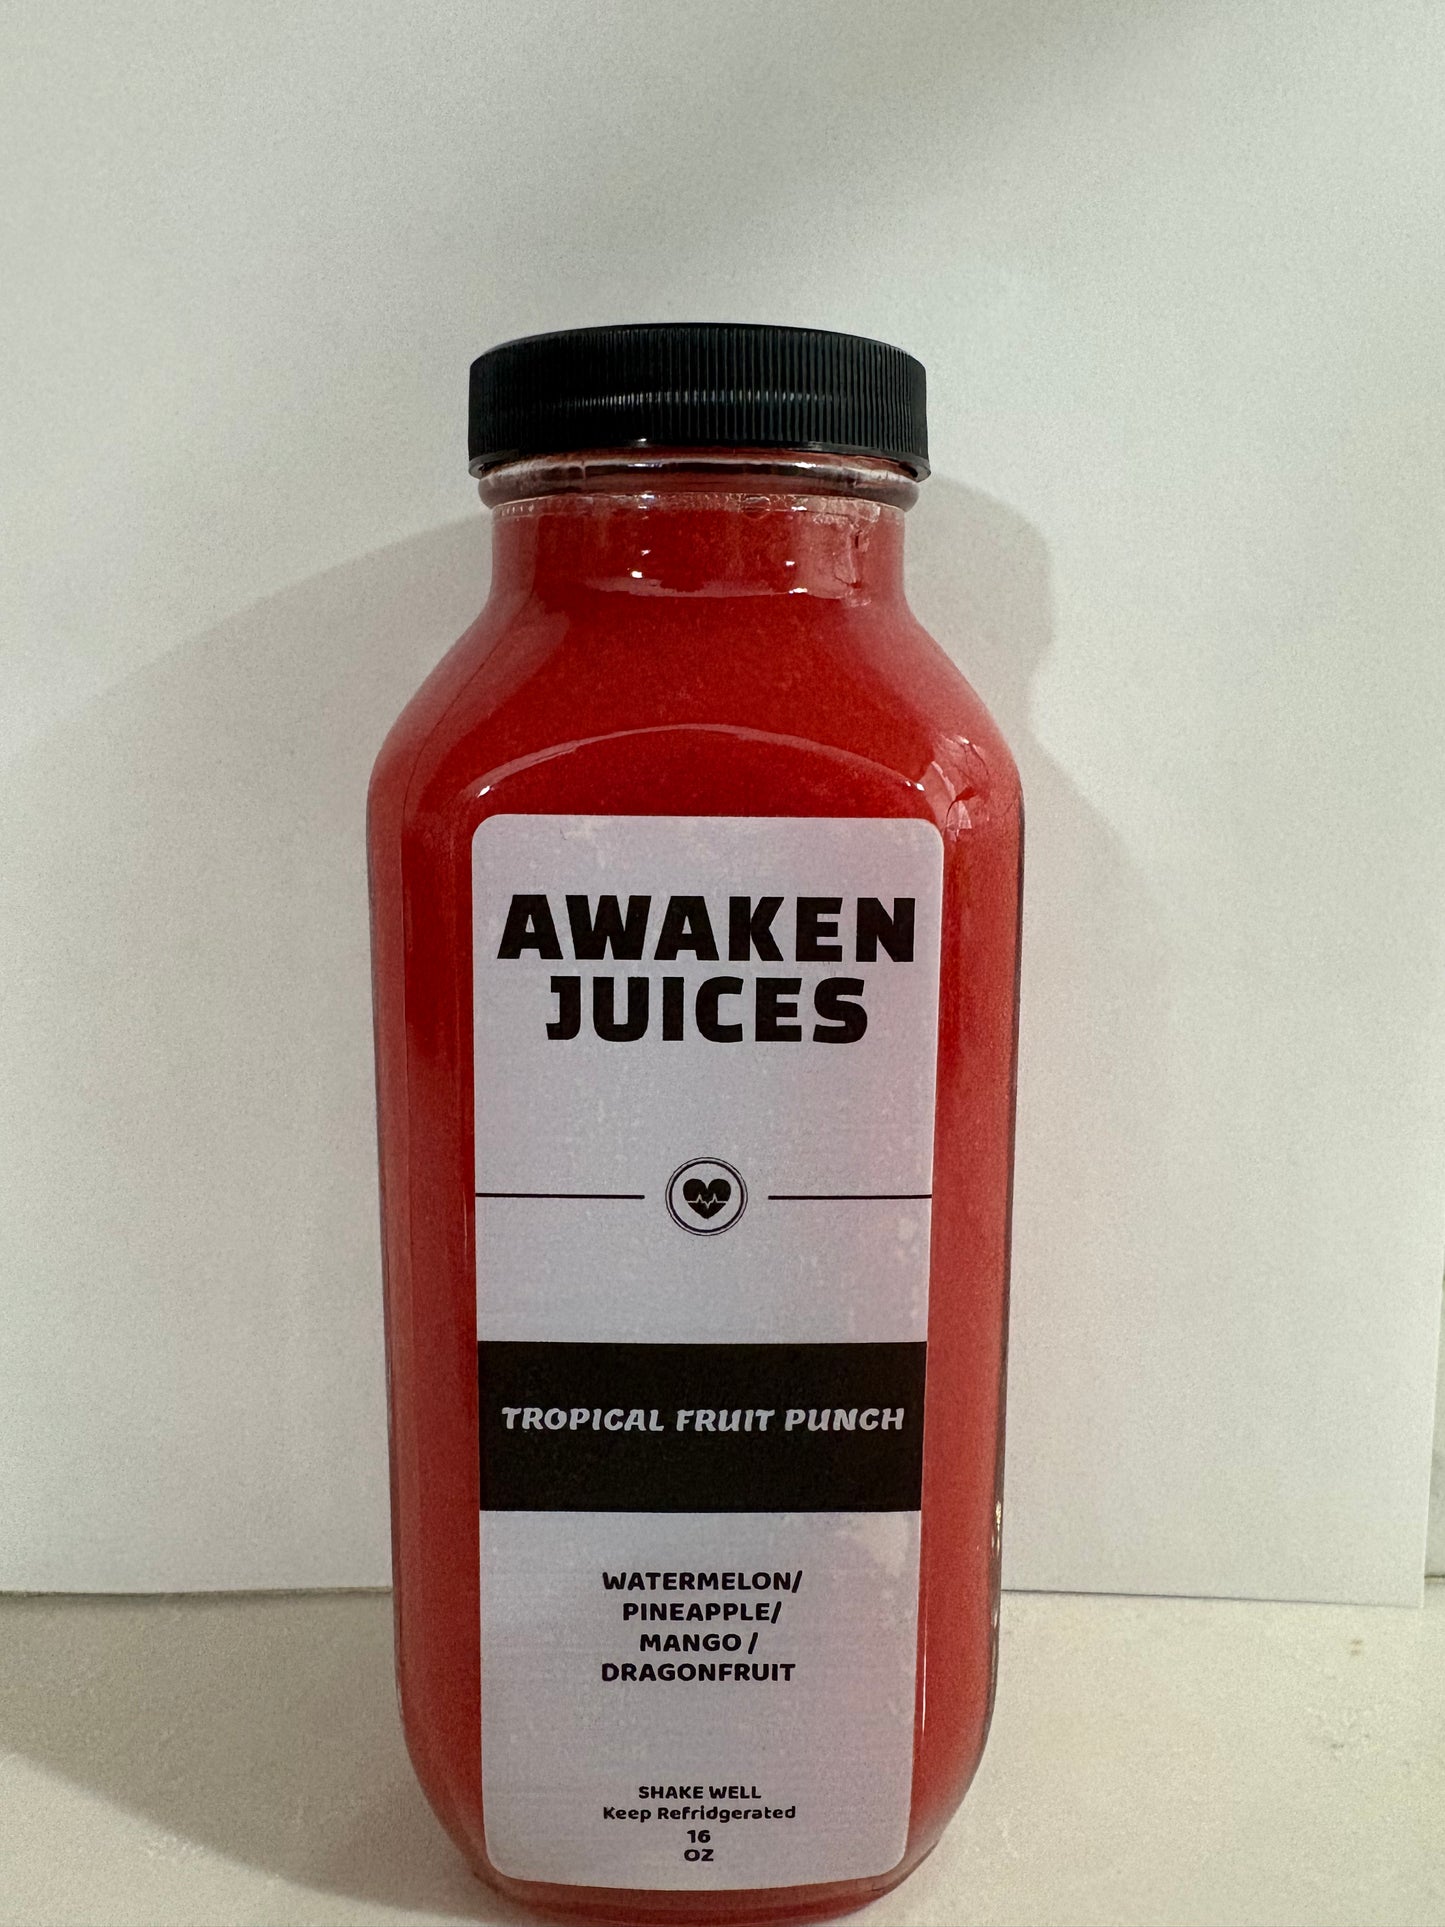 AWAKEN
JUICES
TROPICAL FRUIT PUNCH
WATERMELON/
PINEAPPLE/
MANGO /
DRAGONFRUIT
SHAKE WELL
Keep Refridgerated
16
OZ